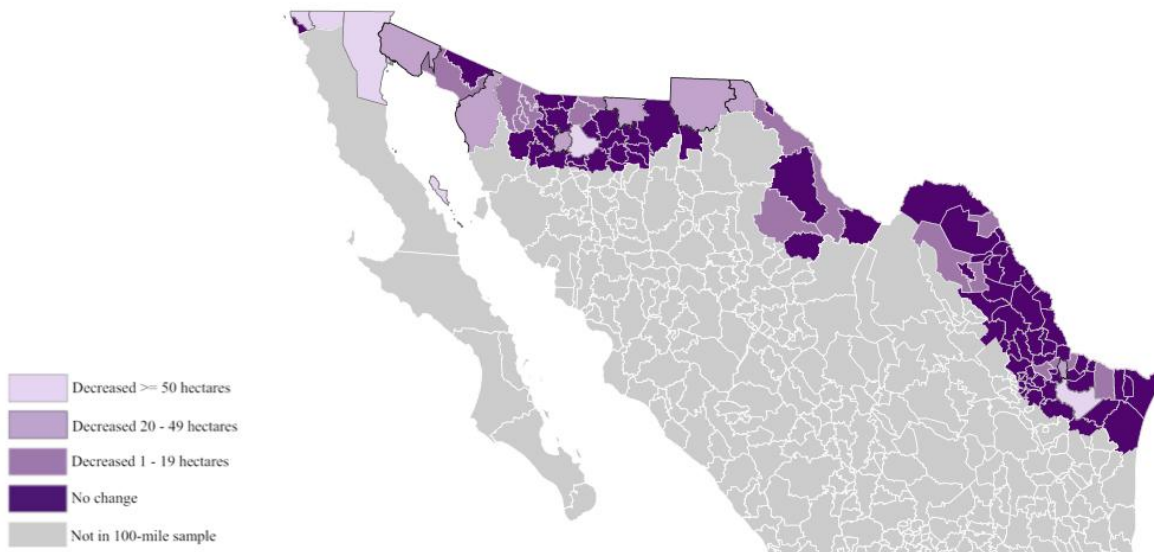 Decreased >= 50 hectares
Decreased 20 - 49 hectares
Decreased 1 - 19 hectares
No change
Not in 100-mile sample